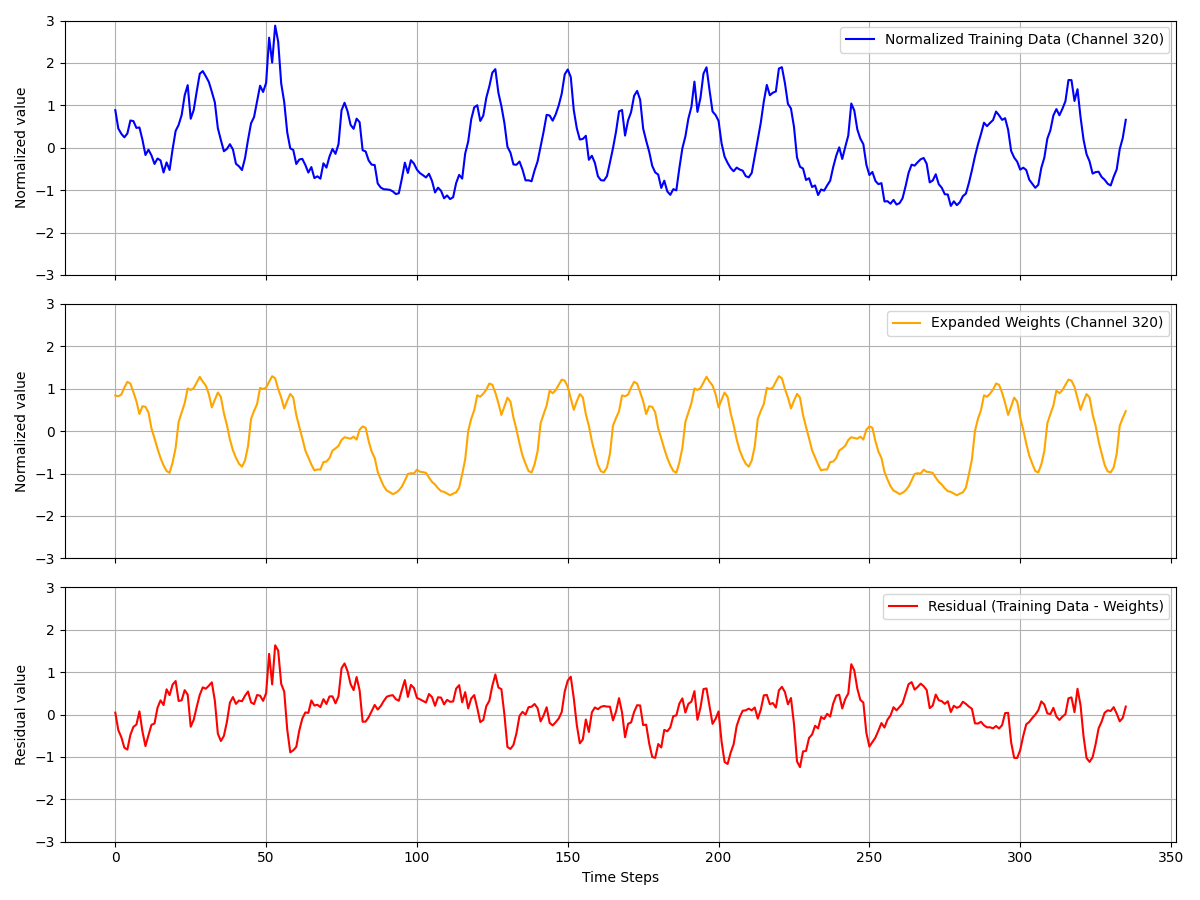 Normalized value
3
2
1
0
−1
−2
−3
Normalized Training Data (Channel 320)
Normalized value
3
2
1
0
−1
−2
−3
Expanded Weights (Channel 320)
Residual value
3
2
1
0
−1
−2
−3
Residual (Training Data - Weights)
0 50 100 150 200 250 300 350
Time Steps